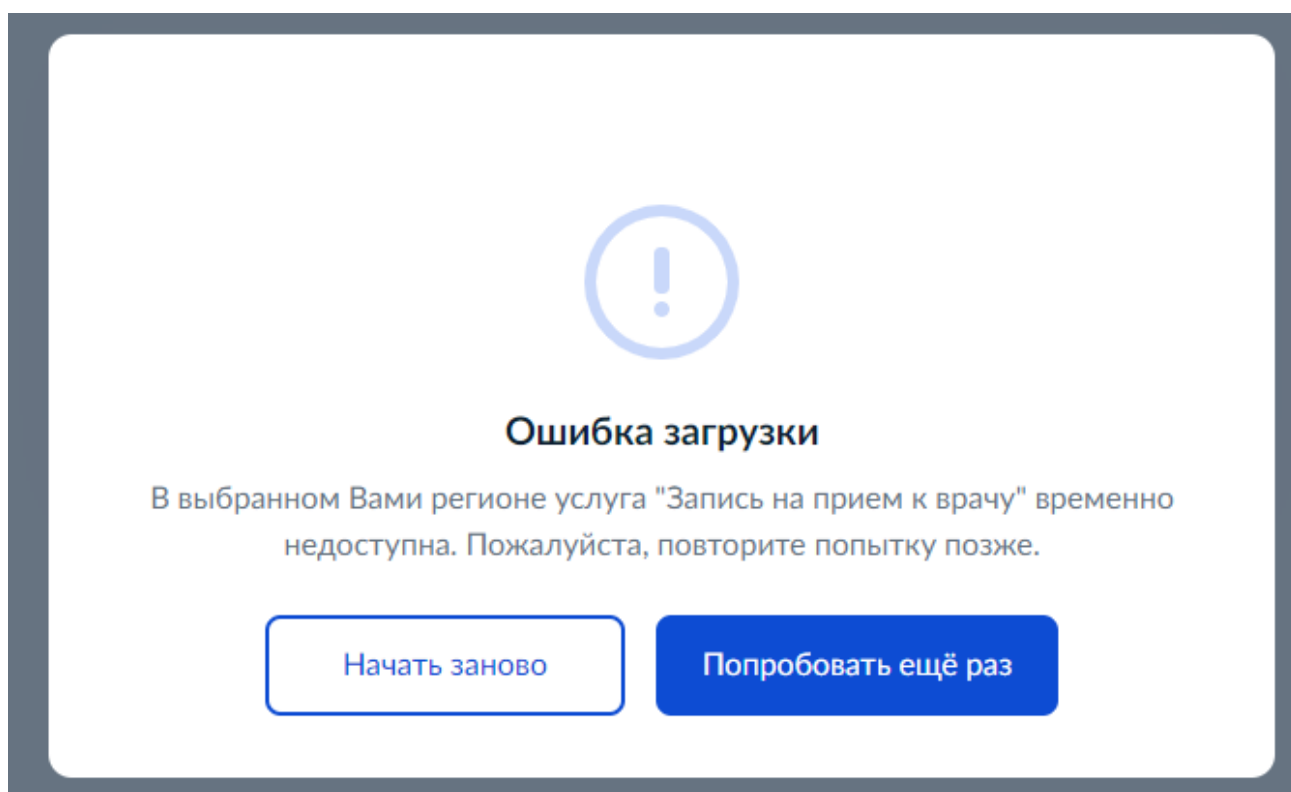 Ошибка загрузки
В выбранном Вами регионе услуга "Запись на прием к врачу" временно
недоступна. Пожалуйста, повторите попытку позже.
Начать заново
Попробовать ещё раз